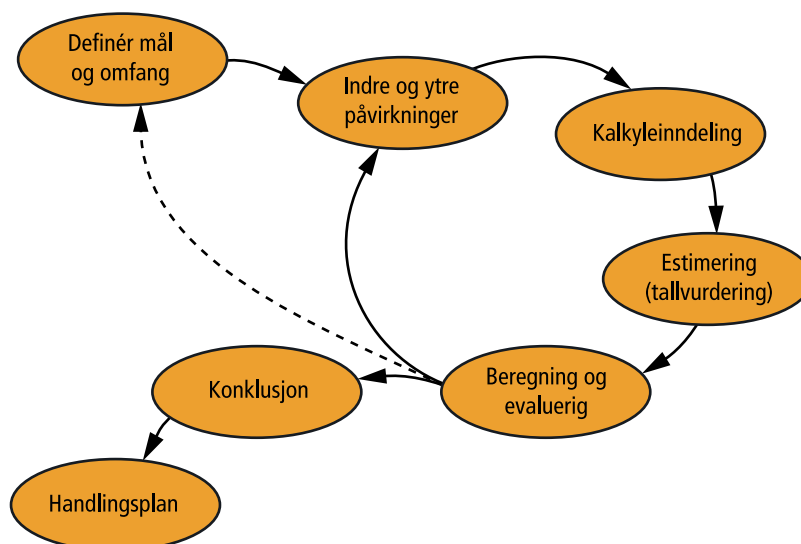 Definér mål
og omfang
Indre og ytre
påvirkninger
Kalkyleinndeling
Estimering
(tallvurdering)
Beregning og
evaluerig
Konklusjon
Handlingsplan